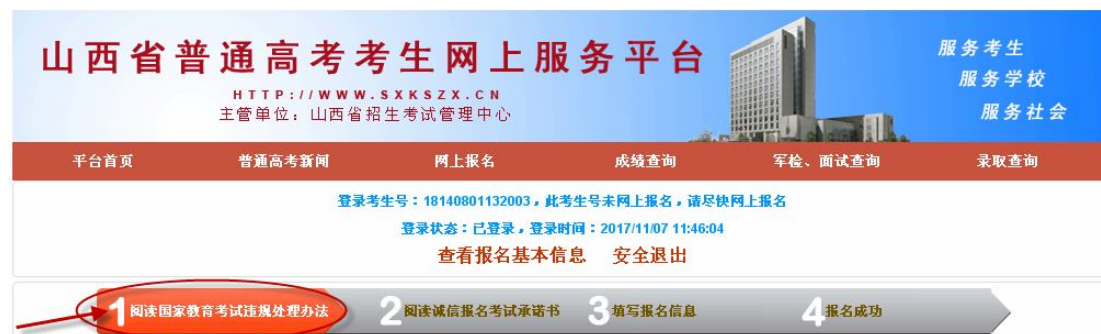 山西省普通高考考生网上服务平台
HTTP://WWW.SXKSZX.CN
主管单位：山西省招生考试管理中心
服务考生
服务学校
服务社会
平台首页 普通高考新闻 网上报名 成绩查询 军检、面试查询 录取查询
登录考生号：18140801132003，此考生号未网上报名，请尽快网上报名
登录状态：已登录，登录时间：2017/11/07 11:46:04
查看报名基本信息 安全退出
1 阅读国家教育考试违规处理办法 2 阅读诚信报名考试承诺书 3 填写报名信息 4 报名成功